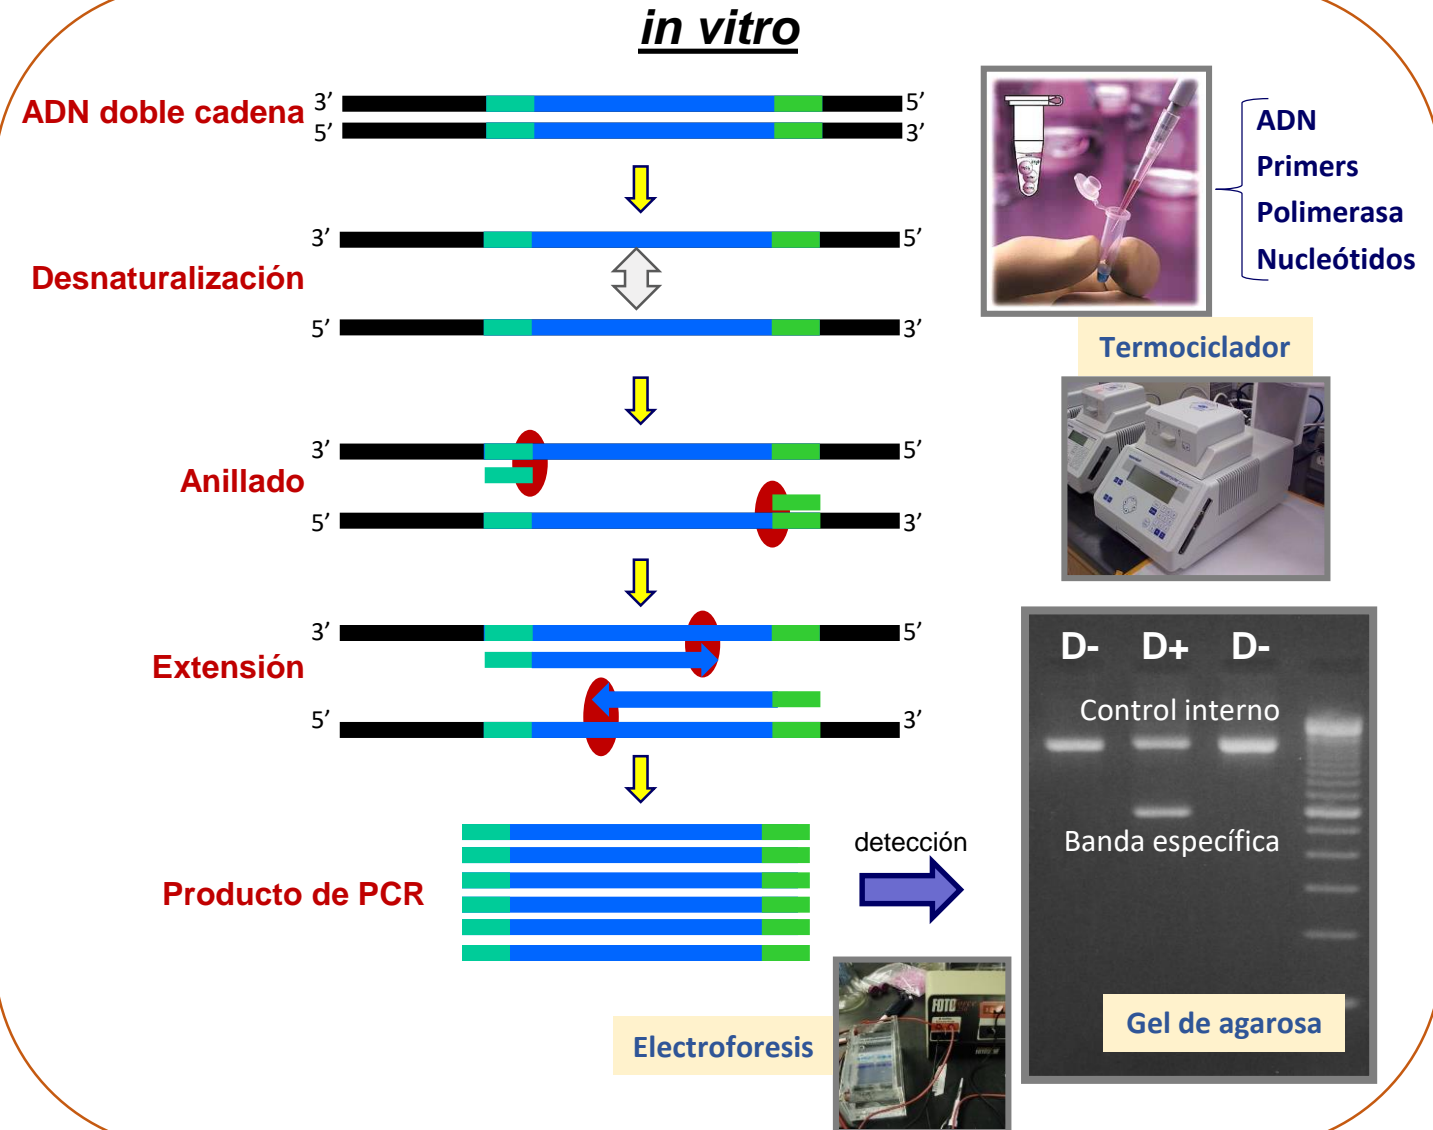 in vitro
ADN doble cadena
3’ 5’
5’ 3’
ADN
Primers
Polimerasa
Nucleótidos
Desnaturalización
3’ 5’
5’ 3’
Termociclador
Anillado
3’ 5’
5’ 3’
Extensión
3’ 5’
5’ 3’
D- D+ D-
Control interno
Banda específica
Producto de PCR
detección
Electroforesis
FOTO
Gel de agarosa